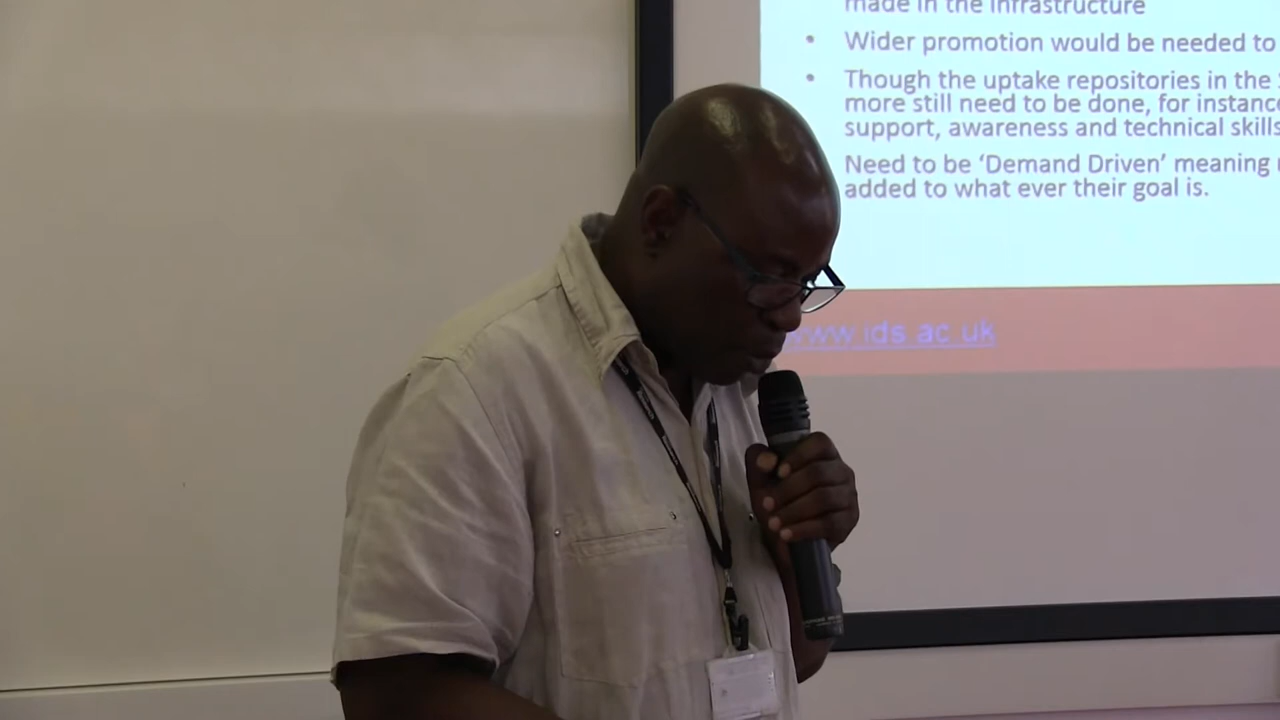 made in the infrastructure
• Wider promotion would be needed to
• Though the uptake repositories in the
more still need to be done, for instance
support, awareness and technical skills
Need to be ‘Demand Driven’ meaning
added to what ever their goal is.
www.ids.ac.uk